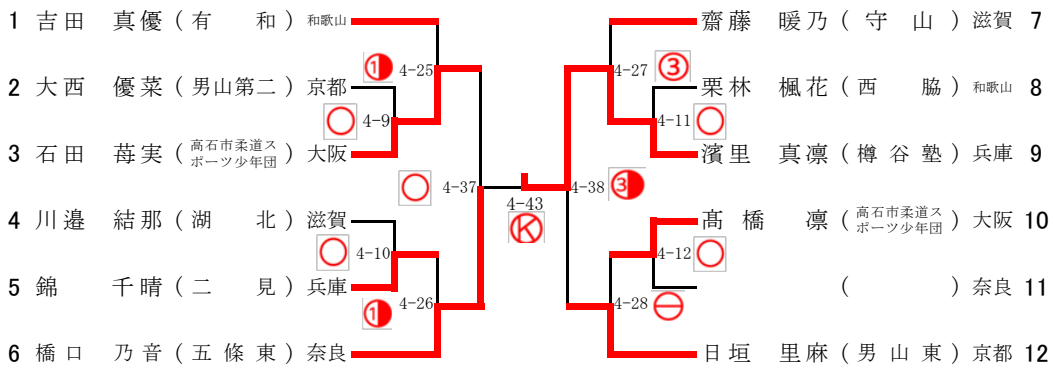 1 吉田 真優 (有 和) 和歌山
2 大西 優菜 (男山第二) 京都
3 石田 苺実 (高石市柔道スポーツ少年団) 大阪
4 川邉 結那 (湖 北) 滋賀
5 錦 千晴 (二 見) 兵庫
6 橋口 乃音 (五條東) 奈良
① 4-25
4-9
4-37
4-10
① 4-26
4-43
Ⓚ
4-27 ③
4-11
4-38 ③
4-12
4-28
齋藤 暖乃 (守 山) 滋賀 7
栗林 楓花 (西 脇) 和歌山 8
濱里 真凛 (樽谷塾) 兵庫 9
髙橋 凛 (高石市柔道スポーツ少年団) 大阪 10
( ) 奈良 11
日垣 里麻 (男山東) 京都 12